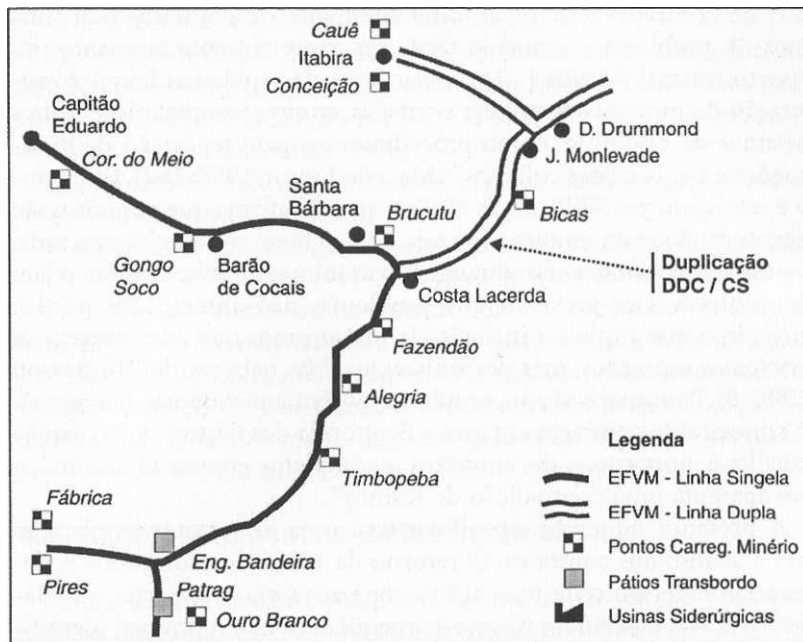 Cauê
Itabira
Conceição
Capitão
Eduardo
Cor. do Meio
D. Drummond
J. Monlevade
Santa
Bárbara
Brucutu
Bicas
Gongo
Soco
Barão
de Cocais
Costa Lacerda
Duplicação
DDC / CS
Fazendão
Alegria
Timbopeba
Fábrica
Pires
Eng. Bandeira
Patrag
Ouro Branco
Legenda
EFVM - Linha Singela
EFVM - Linha Dupla
Pontos Carreg. Minério
Pátios Transbordo
Usinas Siderúrgicas